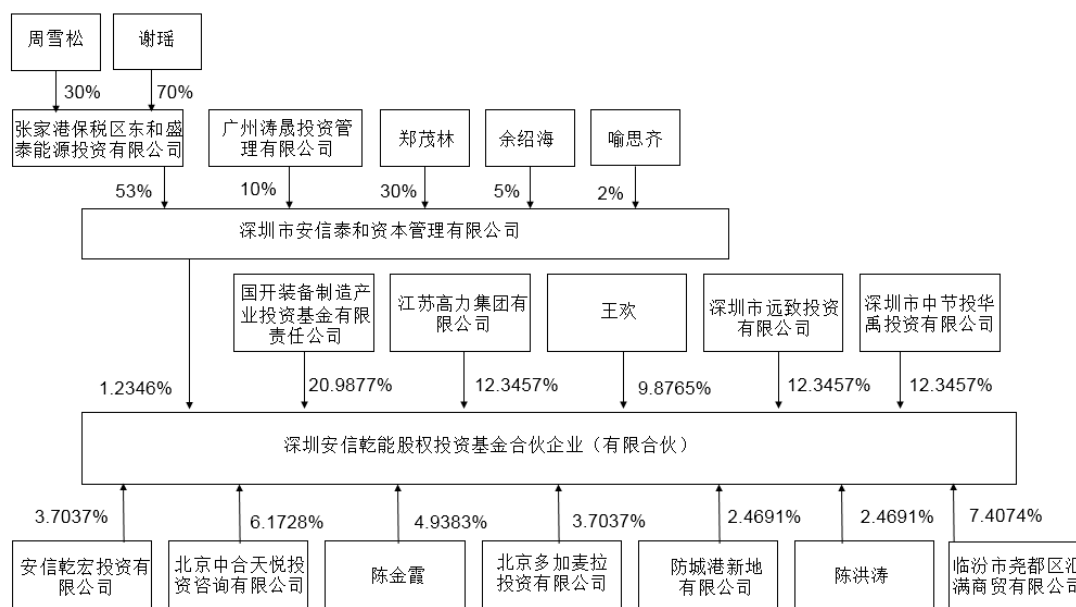 周雪松
谢瑶
30%
70%
张家港保税区东和盛
泰能源投资有限公司
广州涛晟投资管
理有限公司
郑茂林
余绍海
喻思齐
53%
10%
30%
5%
2%
深圳市安信泰和资本管理有限公司
国开装备制造产
业投资基金有限
责任公司
江苏高力集团有
限公司
王欢
深圳市远致投资
有限公司
深圳市中节投华
禹投资有限公司
1.2346%
20.9877%
12.3457%
9.8765%
12.3457%
12.3457%
深圳安信乾能股权投资基金合伙企业（有限合伙）
3.7037%
6.1728%
4.9383%
3.7037%
2.4691%
2.4691%
7.4074%
安信乾宏投资有
限公司
北京中合天悦投
资咨询有限公司
陈金霞
北京多加麦拉
投资有限公司
防城港新地
有限公司
陈洪涛
临汾市尧都区汇
满商贸有限公司